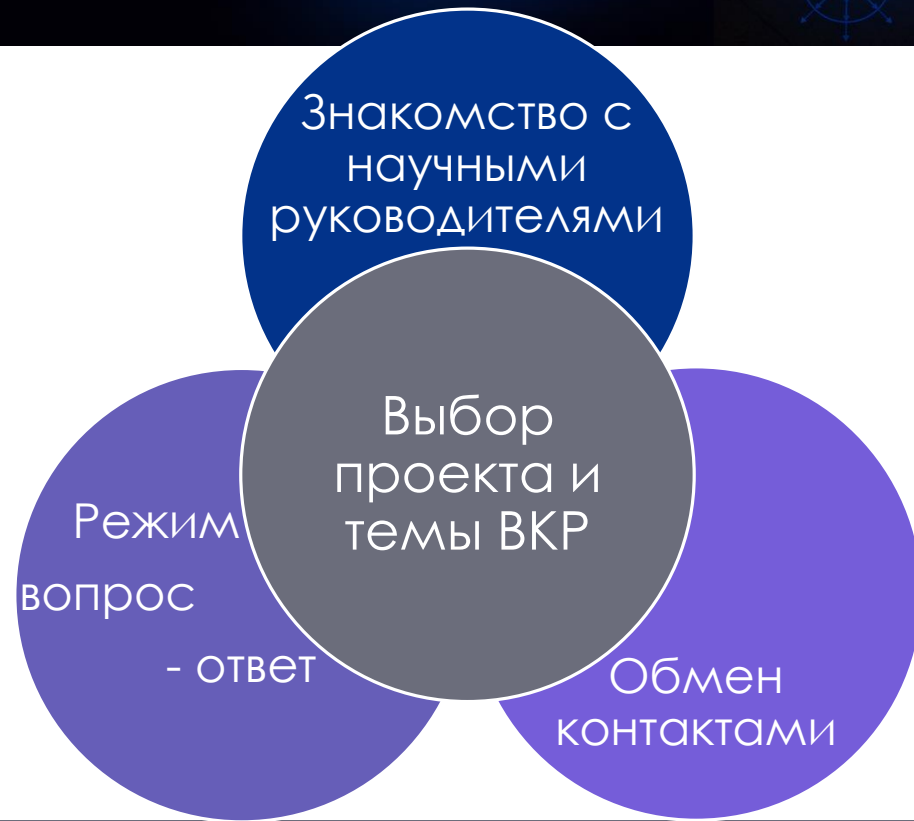 Знакомство с
научными
руководителями
Выбор
проекта и
темы ВКР
Режим
вопрос
- ответ
Обмен
контактами